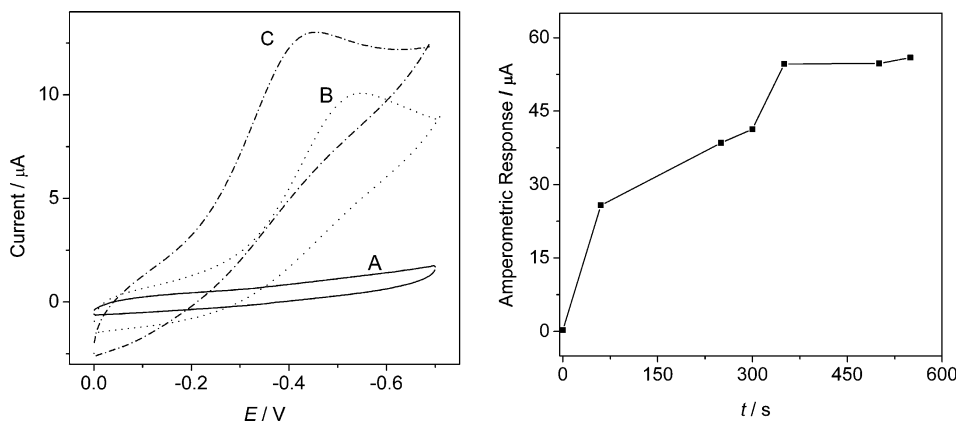 C
B
A
10
5
0
0.0 -0.2 -0.4 -0.6
Current / μA
E / V
60
45
30
15
0
0 150 300 450 600
Amperometric Response / μA
t / s